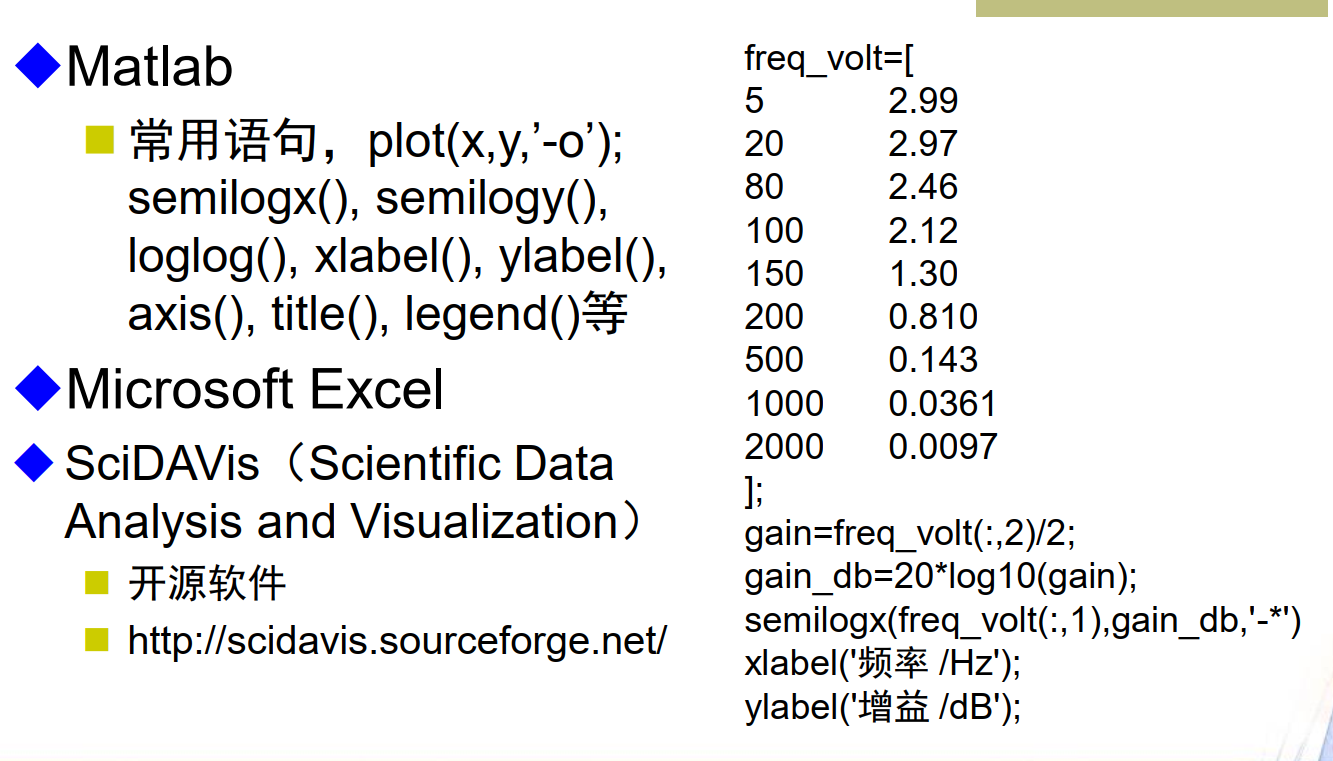 Matlab
常用语句，plot(x,y,’-o’);
semilogx(), semilogy(),
loglog(), xlabel(), ylabel(),
axis(), title(), legend()等
Microsoft Excel
SciDAVis（Scientific Data
Analysis and Visualization）
开源软件
http://scidavis.sourceforge.net/
freq_volt=[
5 2.99
20 2.97
80 2.46
100 2.12
150 1.30
200 0.810
500 0.143
1000 0.0361
2000 0.0097
];
gain=freq_volt(:,2)/2;
gain_db=20*log10(gain);
semilogx(freq_volt(:,1),gain_db,'-*')
xlabel('频率 /Hz');
ylabel('增益 /dB');